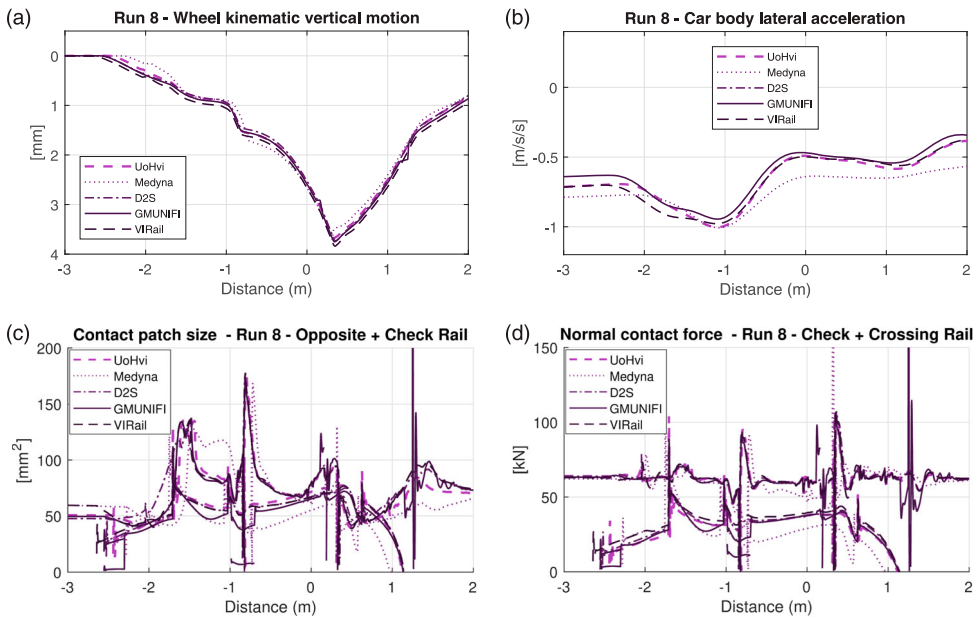 (a)
Run 8 - Wheel kinematic vertical motion
0
1
2
3
4
[mm]
UoHvi
Medyna
D2S
GMUNIFI
VIRail
-3
-2
-1
0
1
2
Distance (m)
(b)
Run 8 - Car body lateral acceleration
0
-0.5
-1
[m/s/s]
UoHvi
Medyna
D2S
GMUNIFI
VIRail
-3
-2
-1
0
1
2
Distance (m)
(c)
Contact patch size - Run 8 - Opposite + Check Rail
200
150
100
50
0
[mm²]
UoHvi
Medyna
D2S
GMUNIFI
VIRail
-3
-2
-1
0
1
2
Distance (m)
(d)
Normal contact force - Run 8 - Check + Crossing Rail
150
100
50
0
[kN]
UoHvi
Medyna
D2S
GMUNIFI
VIRail
-3
-2
-1
0
1
2
Distance (m)